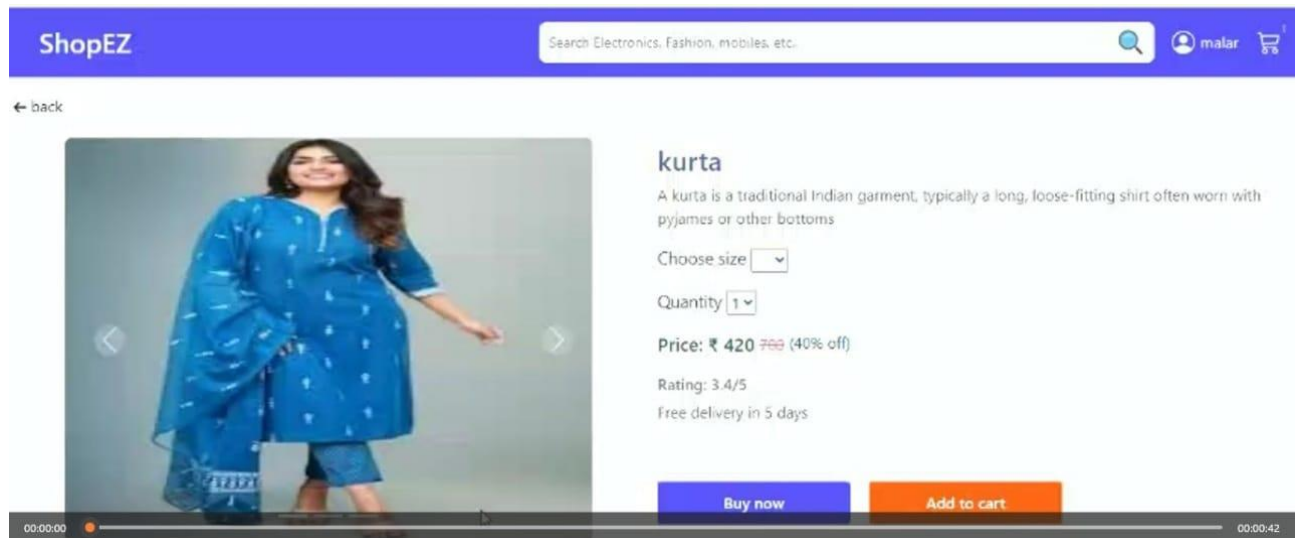 ShopEZ
Search Electronics, Fashion, mobiles, etc.
malar
1
← back
kurta
A kurta is a traditional Indian garment, typically a long, loose-fitting shirt often worn with
pyjames or other bottoms
Choose size
Quantity 1
Price: ₹ 420 700 (40% off)
Rating: 3.4/5
Free delivery in 5 days
Buy now
Add to cart
00:00:00
00:00:42